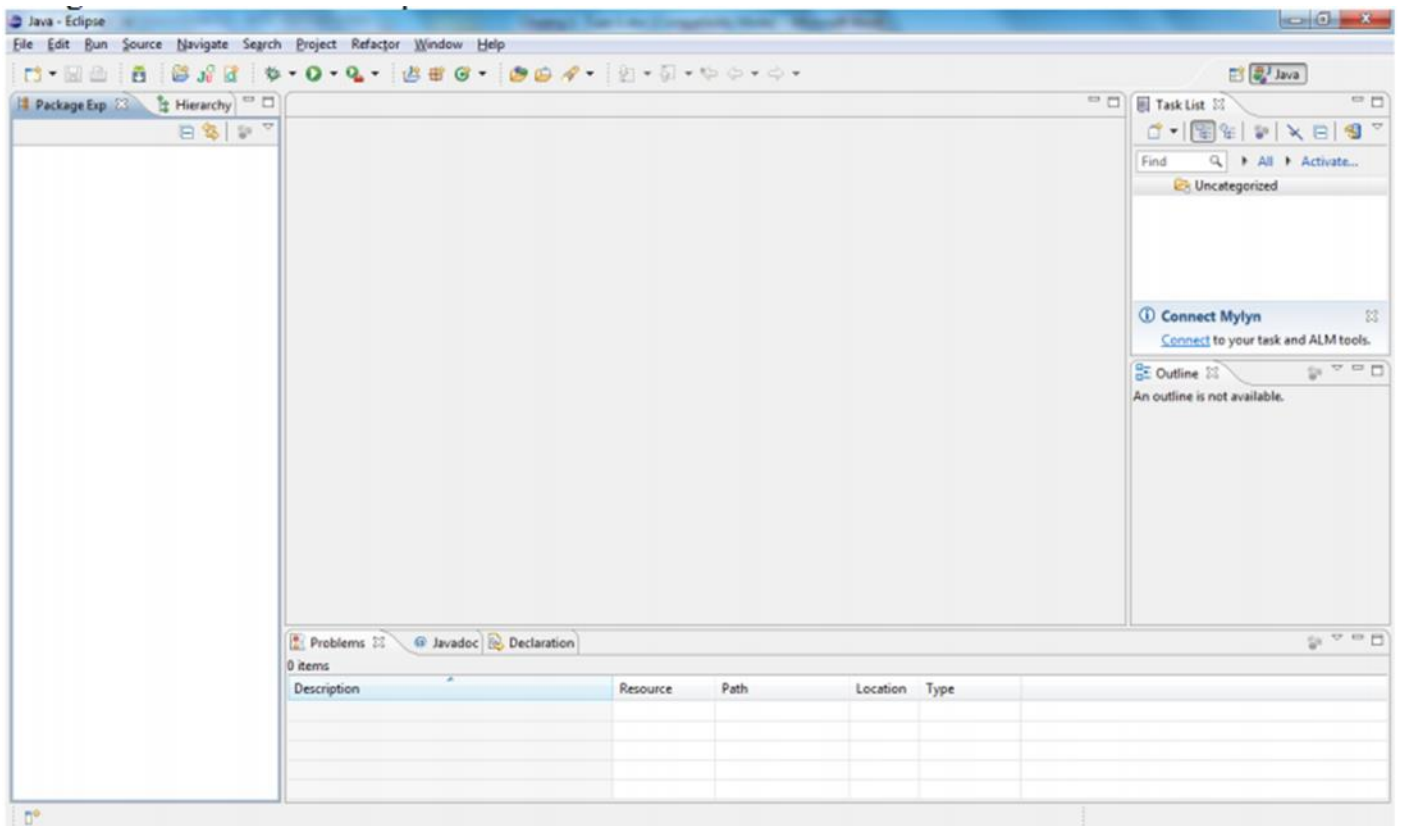 Java - Eclipse
File Edit Run Source Navigate Search Project Refactor Window Help
Java
Package Exp Hierarchy
Task List
Find All Activate...
Uncategorized
Connect Mylyn
Connect to your task and ALM tools.
Outline
An outline is not available.
Problems Javadoc Declaration
0 items
Description Resource Path Location Type